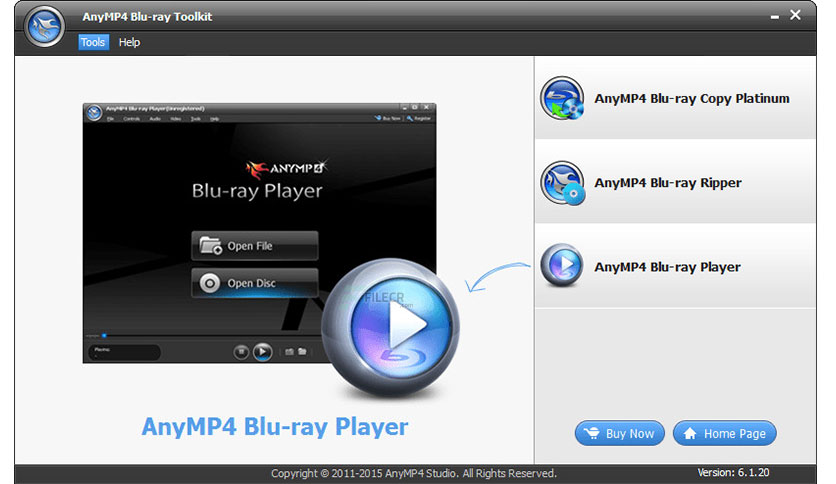 AnyMP4 Blu-ray Toolkit
Tools Help
AnyMP4 Blu-ray Player(Unregistered)
File Controls Audio Video Tools Help
Buy Now Register
ANYMP4
Blu-ray Player
Open File
Open Disc
FILECR
.com
AnyMP4 Blu-ray Player
AnyMP4 Blu-ray Copy Platinum
AnyMP4 Blu-ray Ripper
AnyMP4 Blu-ray Player
Buy Now Home Page
Copyright © 2011-2015 AnyMP4 Studio. All Rights Reserved.
Version: 6.1.20